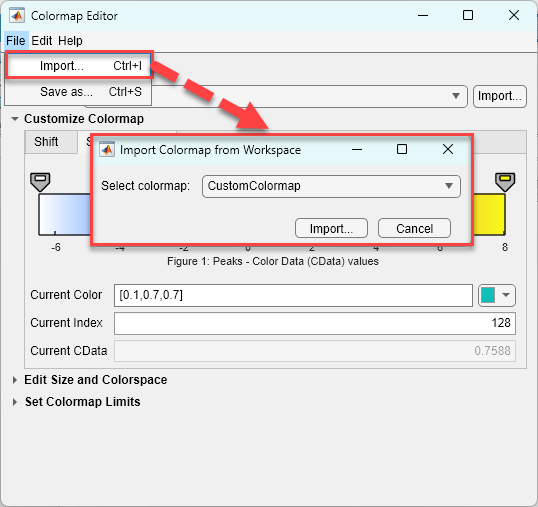 Colormap Editor
File Edit Help
Import... Ctrl+I
Save as... Ctrl+S
Import...
Customize Colormap
Shift
Import Colormap from Workspace
Select colormap: CustomColormap
Import... Cancel
-6 -4 -2 0 2 4 6 8
Figure 1: Peaks - Color Data (CData) values
Current Color [0.1,0.7,0.7]
Current Index 128
Current CData 0.7588
Edit Size and Colorspace
Set Colormap Limits